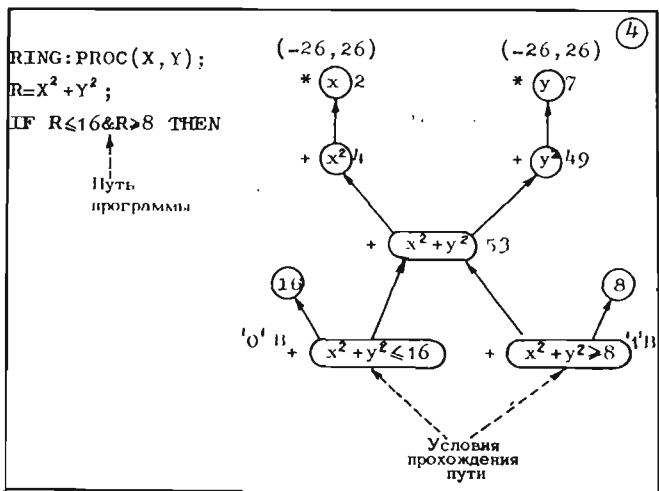 4
RING:PROC(X,Y);
R=X²+Y²;
IF R≤16&R≥8 THEN
Путь
программы
(-26,26)
(-26,26)
* x 2
* y 7
+ x² 4
+ y² 49
+ x²+y² 53
16
8
'0' B
+ x²+y²≤16
+ x²+y²≥8 '1'B
Условия
прохождения
пути